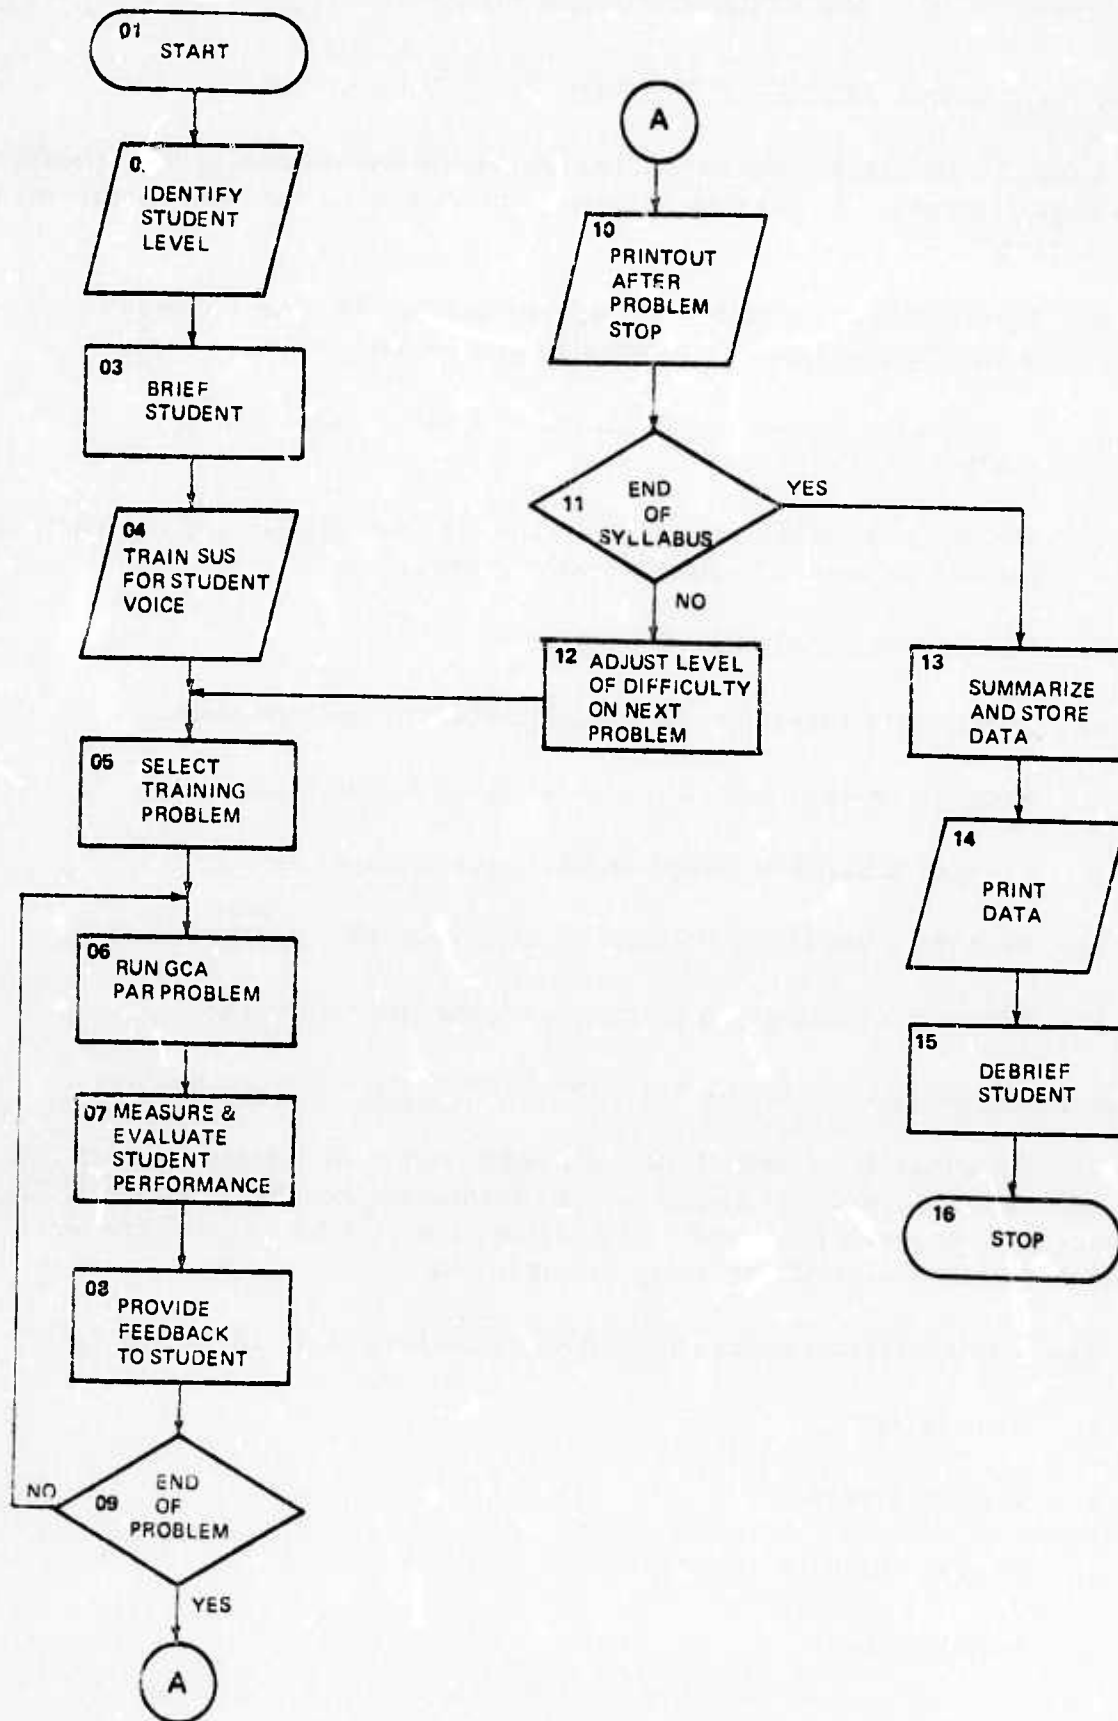 01
START
0.
IDENTIFY
STUDENT
LEVEL
03
BRIEF
STUDENT
04
TRAIN SUS
FOR STUDENT
VOICE
05
SELECT
TRAINING
PROBLEM
06
RUN GCA
PAR PROBLEM
07 MEASURE &
EVALUATE
STUDENT
PERFORMANCE
08
PROVIDE
FEEDBACK
TO STUDENT
NO
09
END
OF
PROBLEM
YES
A
A
10
PRINTOUT
AFTER
PROBLEM
STOP
11
END
OF
SYLLABUS
YES
NO
12 ADJUST LEVEL
OF DIFFICULTY
ON NEXT
PROBLEM
13
SUMMARIZE
AND STORE
DATA
14
PRINT
DATA
15
DEBRIEF
STUDENT
16
STOP